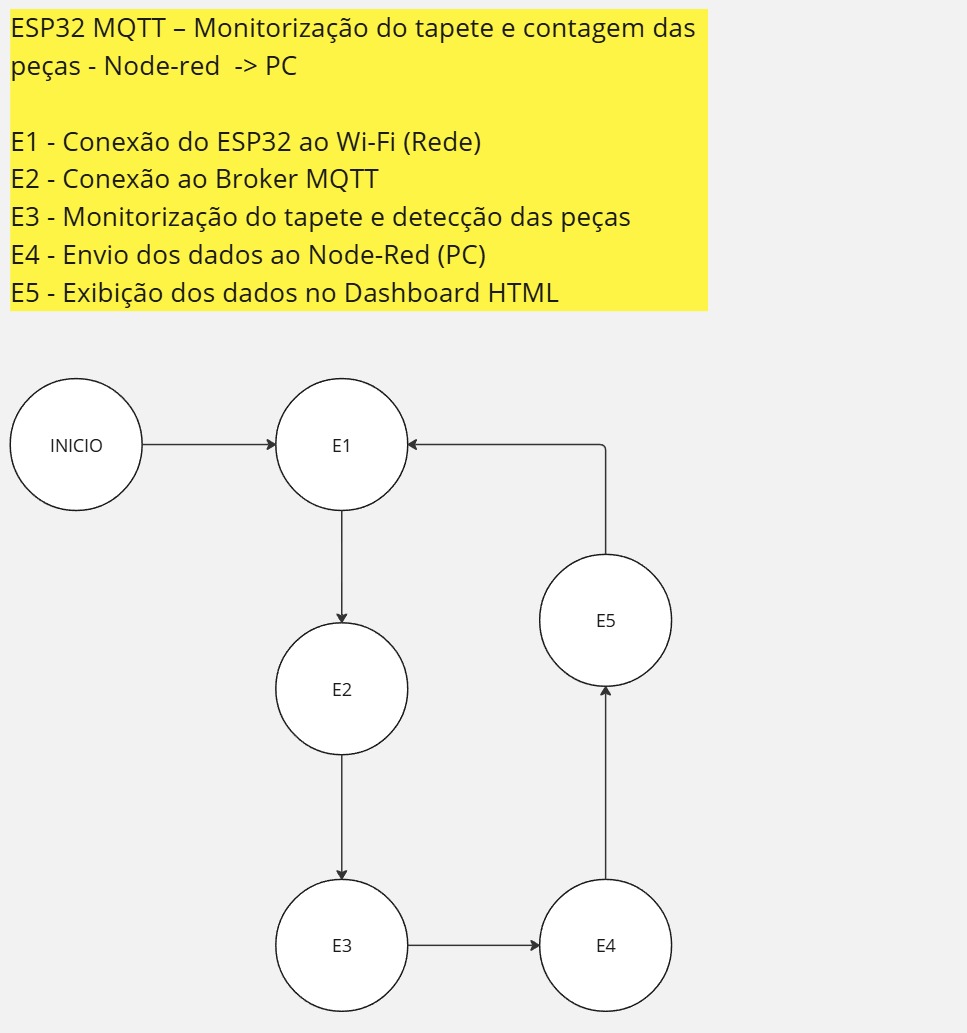 ESP32 MQTT – Monitorização do tapete e contagem das
peças - Node-red  -> PC
E1 - Conexão do ESP32 ao Wi-Fi (Rede)
E2 - Conexão ao Broker MQTT
E3 - Monitorização do tapete e detecção das peças
E4 - Envio dos dados ao Node-Red (PC)
E5 - Exibição dos dados no Dashboard HTML
INICIO
E1
E5
E2
E3
E4